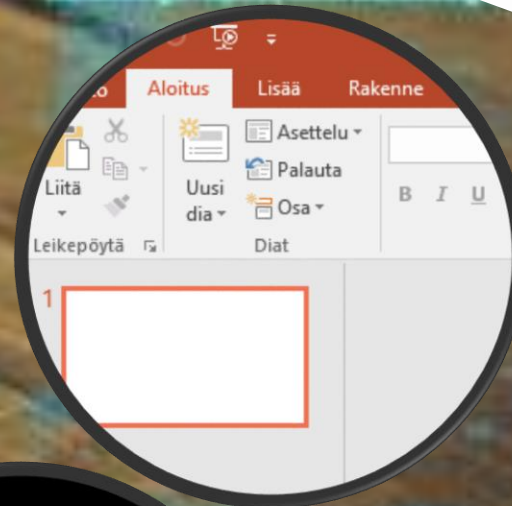 Aloitus Lisää Rakenne
Asettelu
Liitä
Uusi
dia
Palauta
Osa
B I U
Leikepöytä Diat
1